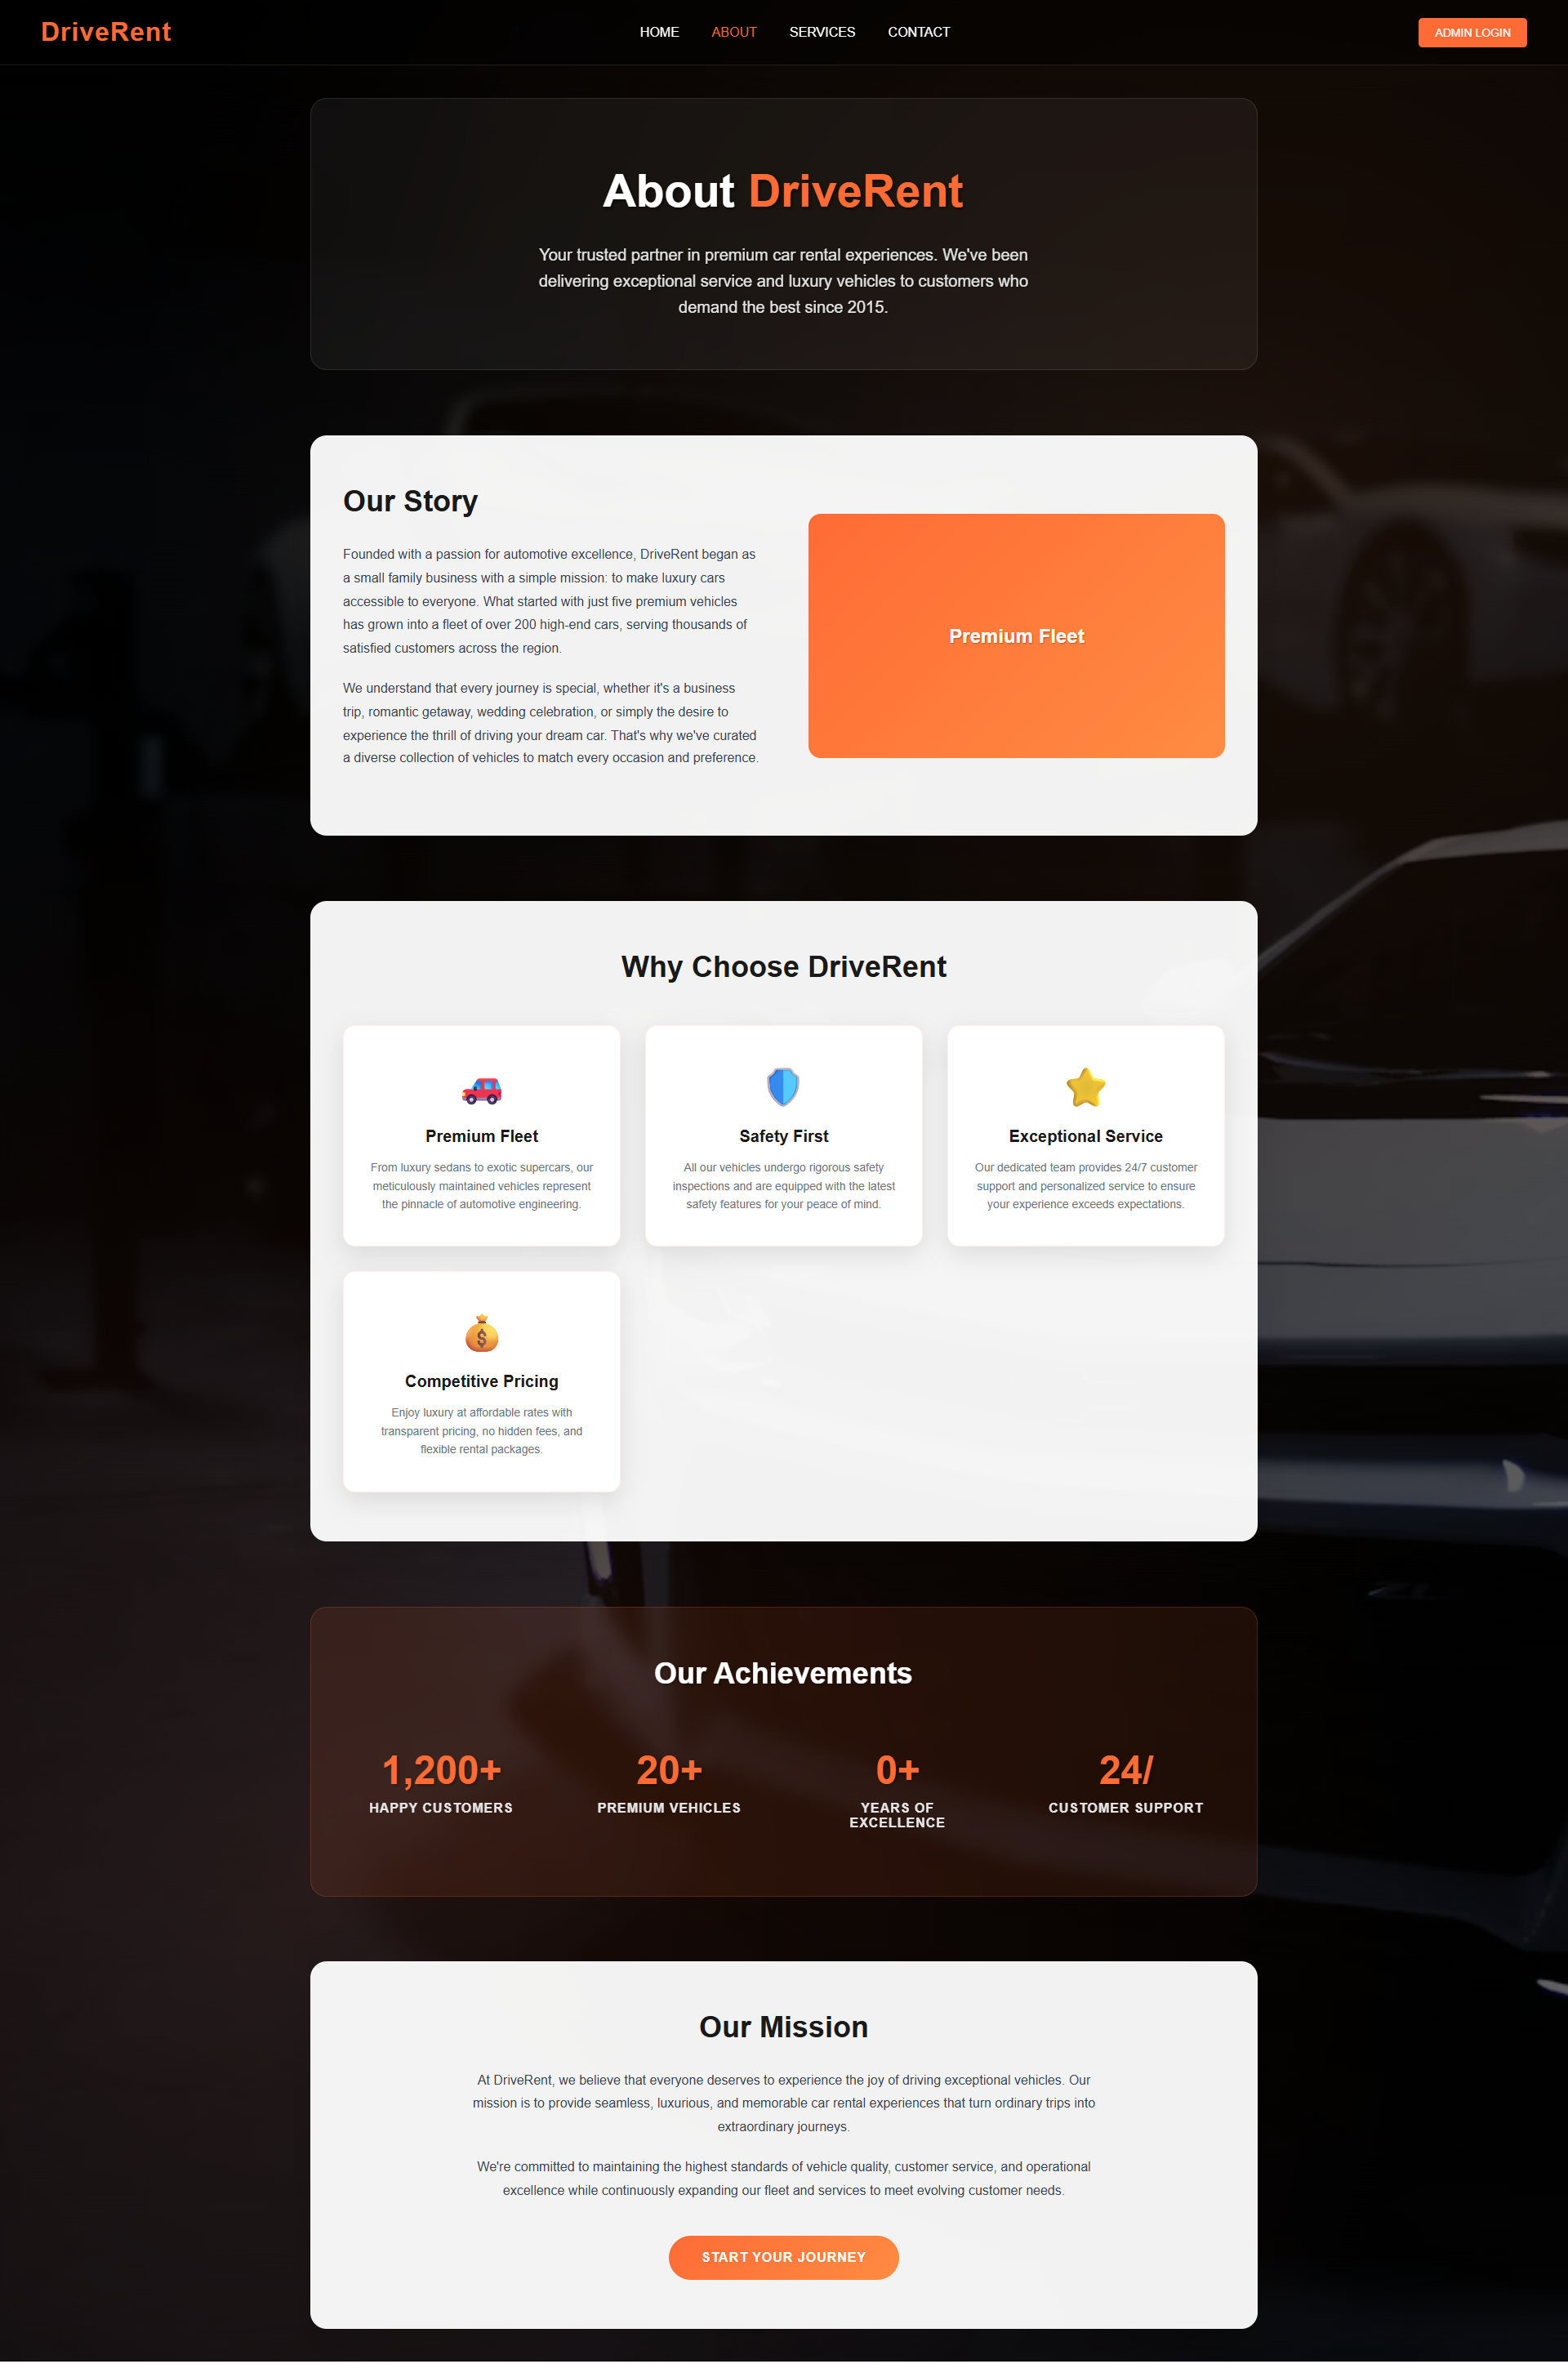 DriveRent
HOME
ABOUT
SERVICES
CONTACT
ADMIN LOGIN
About DriveRent
Your trusted partner in premium car rental experiences. We've been
delivering exceptional service and luxury vehicles to customers who
demand the best since 2015.
Our Story
Founded with a passion for automotive excellence, DriveRent began as
a small family business with a simple mission: to make luxury cars
accessible to everyone. What started with just five premium vehicles
has grown into a fleet of over 200 high-end cars, serving thousands of
satisfied customers across the region.
We understand that every journey is special, whether it's a business
trip, romantic getaway, wedding celebration, or simply the desire to
experience the thrill of driving your dream car. That's why we've curated
a diverse collection of vehicles to match every occasion and preference.
Premium Fleet
Why Choose DriveRent
Premium Fleet
From luxury sedans to exotic supercars, our
meticulously maintained vehicles represent
the pinnacle of automotive engineering.
Safety First
All our vehicles undergo rigorous safety
inspections and are equipped with the latest
safety features for your peace of mind.
Exceptional Service
Our dedicated team provides 24/7 customer
support and personalized service to ensure
your experience exceeds expectations.
Competitive Pricing
Enjoy luxury at affordable rates with
transparent pricing, no hidden fees, and
flexible rental packages.
Our Achievements
1,200+
HAPPY CUSTOMERS
20+
PREMIUM VEHICLES
0+
YEARS OF
EXCELLENCE
24/
CUSTOMER SUPPORT
Our Mission
At DriveRent, we believe that everyone deserves to experience the joy of driving exceptional vehicles. Our
mission is to provide seamless, luxurious, and memorable car rental experiences that turn ordinary trips into
extraordinary journeys.
We're committed to maintaining the highest standards of vehicle quality, customer service, and operational
excellence while continuously expanding our fleet and services to meet evolving customer needs.
START YOUR JOURNEY